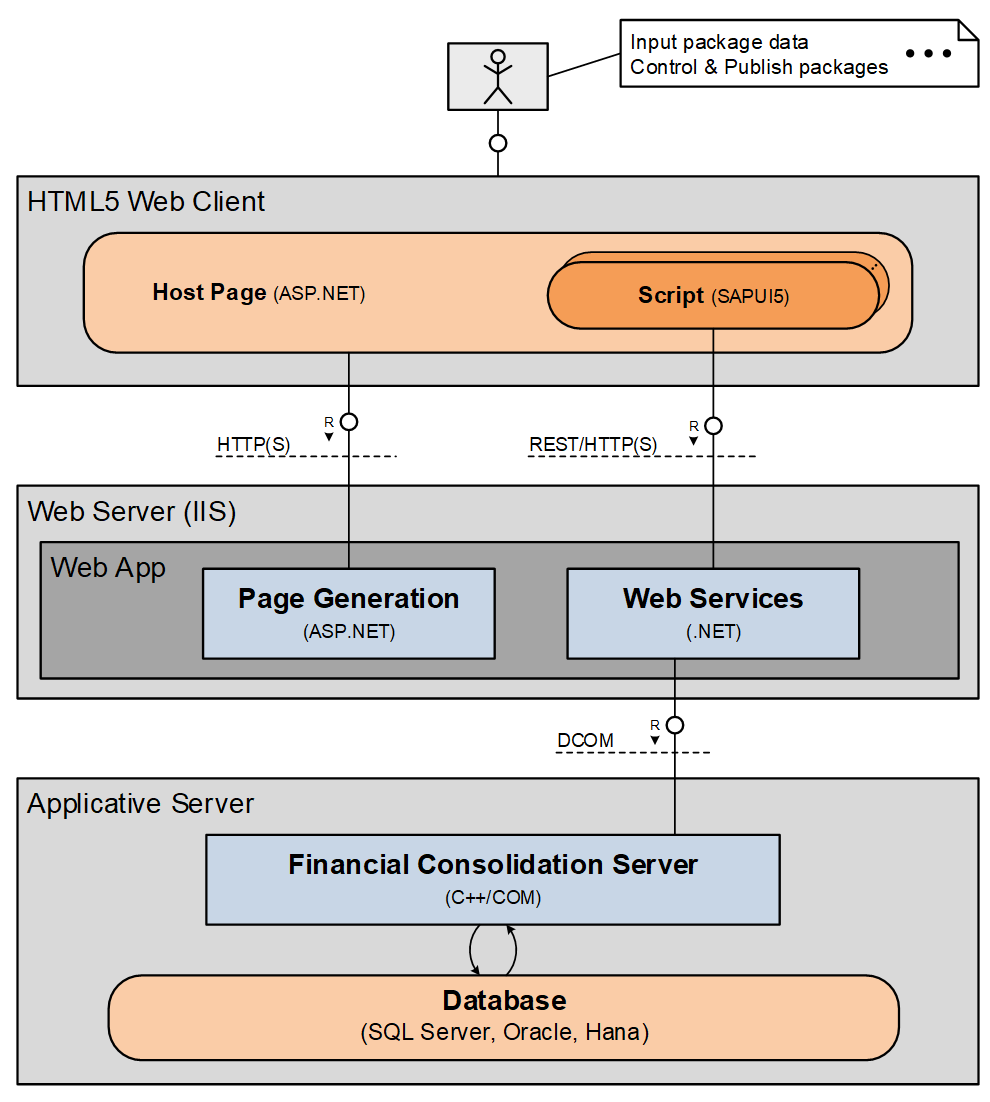 Input package data
Control & Publish packages
HTML5 Web Client
Host Page (ASP.NET)
Script (SAPUI5)
R
HTTP(S)
R
REST/HTTP(S)
Web Server (IIS)
Web App
Page Generation
(ASP.NET)
Web Services
(.NET)
R
DCOM
Applicative Server
Financial Consolidation Server
(C++/COM)
Database
(SQL Server, Oracle, Hana)